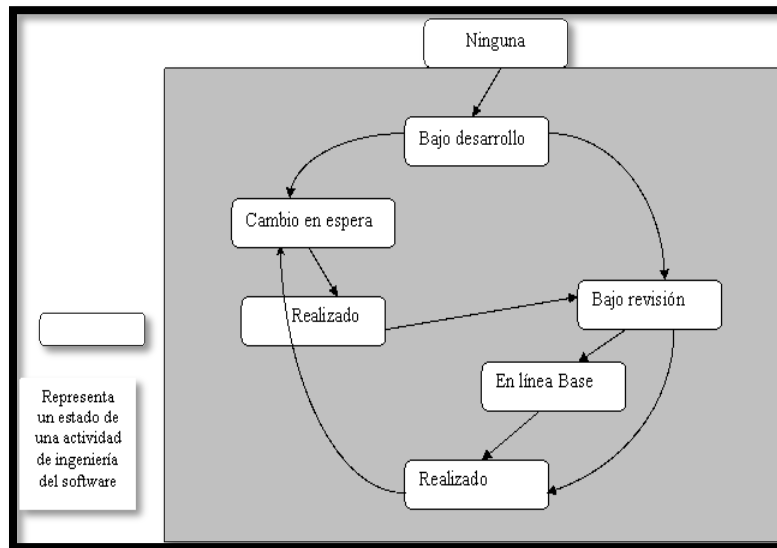 Ninguna
Bajo desarrollo
Cambio en espera
Realizado
Bajo revisión
En línea Base
Realizado
Representa
un estado de
una actividad
de ingeniería
del software